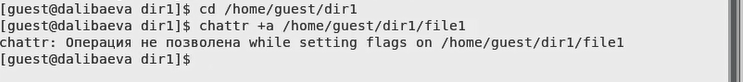 [guest@dalibaeva dir1]$ cd /home/guest/dir1
[guest@dalibaeva dir1]$ chattr +a /home/guest/dir1/file1
chattr: Операция не позволена while setting flags on /home/guest/dir1/file1
[guest@dalibaeva dir1]$